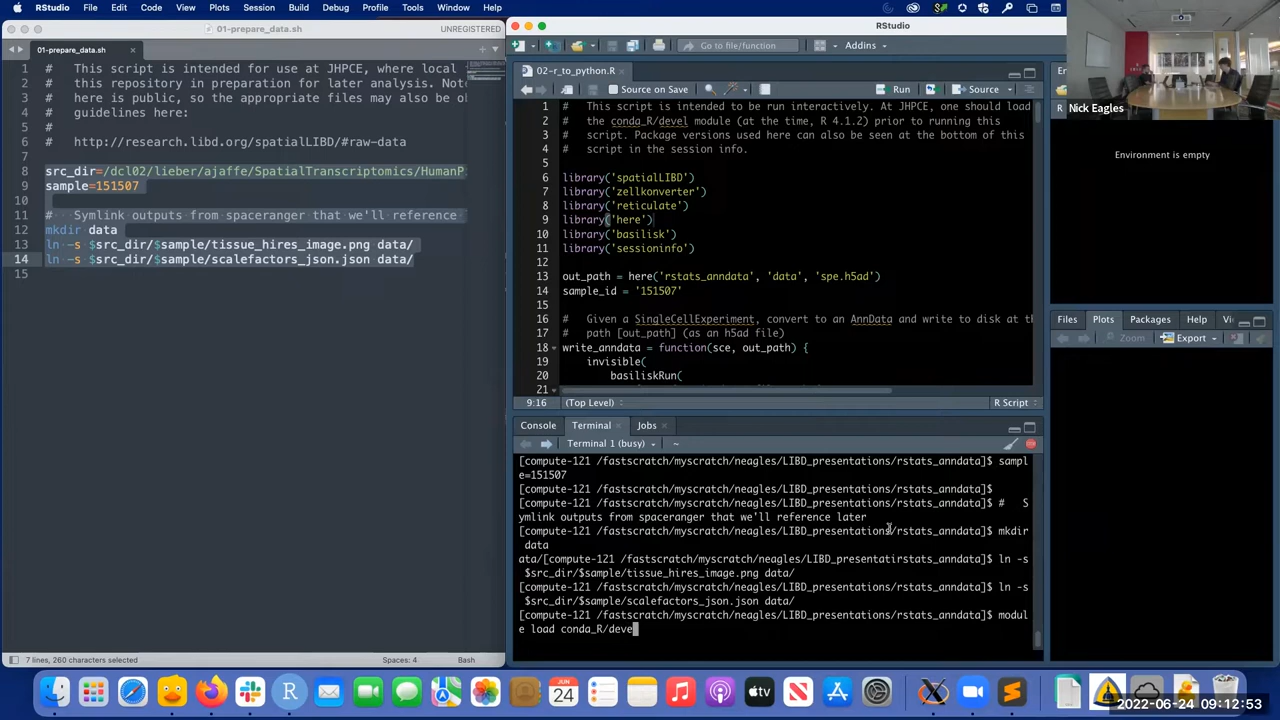 RStudio File Edit Code View Plots Session Build Debug Profile Tools Window Help
01-prepare_data.sh
UNREGISTERED
01-prepare_data.sh
1 # This script is intended for use at JHPCE, where local
2 # this repository in preparation for later analysis. Note
3 # here is public, so the appropriate files may also be ob
4 # guidelines here:
5 #
6 # http://research.libd.org/spatialLIBD/#raw-data
7
8 src_dir=/dcl02/lieber/ajaffe/SpatialTranscriptomics/HumanP
9 sample=151507
10
11 # Symlink outputs from spaceranger that we'll reference
12 mkdir data
13 ln -s $src_dir/$sample/tissue_hires_image.png data/
14 ln -s $src_dir/$sample/scalefactors_json.json data/
15
7 lines, 260 characters selected
Spaces: 4
Bash
RStudio
Go to file/function
Addins
02-r_to_python.R
Source on Save
Run
Source
1 # This script is intended to be run interactively. At JHPCE, one should load
2 # the conda_R/devel module (at the time, R 4.1.2) prior to running this
3 # script. Package versions used here can also be seen at the bottom of this
4 # script in the session info.
5
6 library('spatialLIBD')
7 library('zellkonverter')
8 library('reticulate')
9 library('here')
10 library('basilisk')
11 library('sessioninfo')
12
13 out_path = here('rstats_anndata', 'data', 'spe.h5ad')
14 sample_id = '151507'
15
16 # Given a SingleCellExperiment, convert to an AnnData and write to disk at th
17 # path [out_path] (as an h5ad file)
18 write_anndata = function(sce, out_path) {
19 invisible(
20 basiliskRun(
21
9:16
(Top Level)
R Script
Console
Terminal
Jobs
Terminal 1 (busy)
~
[compute-121 /fastscratch/myscratch/neagles/LIBD_presentations/rstats_anndata]$ sampl
e=151507
[compute-121 /fastscratch/myscratch/neagles/LIBD_presentations/rstats_anndata]$
[compute-121 /fastscratch/myscratch/neagles/LIBD_presentations/rstats_anndata]$ # S
ymlink outputs from spaceranger that we'll reference later
[compute-121 /fastscratch/myscratch/neagles/LIBD_presentations/rstats_anndata]$ mkdir
data
ata/[compute-121 /fastscratch/myscratch/neagles/LIBD_presentatirstats_anndata]$ ln -s
$src_dir/$sample/tissue_hires_image.png data/
[compute-121 /fastscratch/myscratch/neagles/LIBD_presentations/rstats_anndata]$ ln -s
$src_dir/$sample/scalefactors_json.json data/
[compute-121 /fastscratch/myscratch/neagles/LIBD_presentations/rstats_anndata]$ modul
e load conda_R/deve
Nick Eagles
En
R
Environment is empty
Files
Plots
Packages
Help
Vi
Zoom
Export
JUN
24
tv
2022-06-24 09:12:53